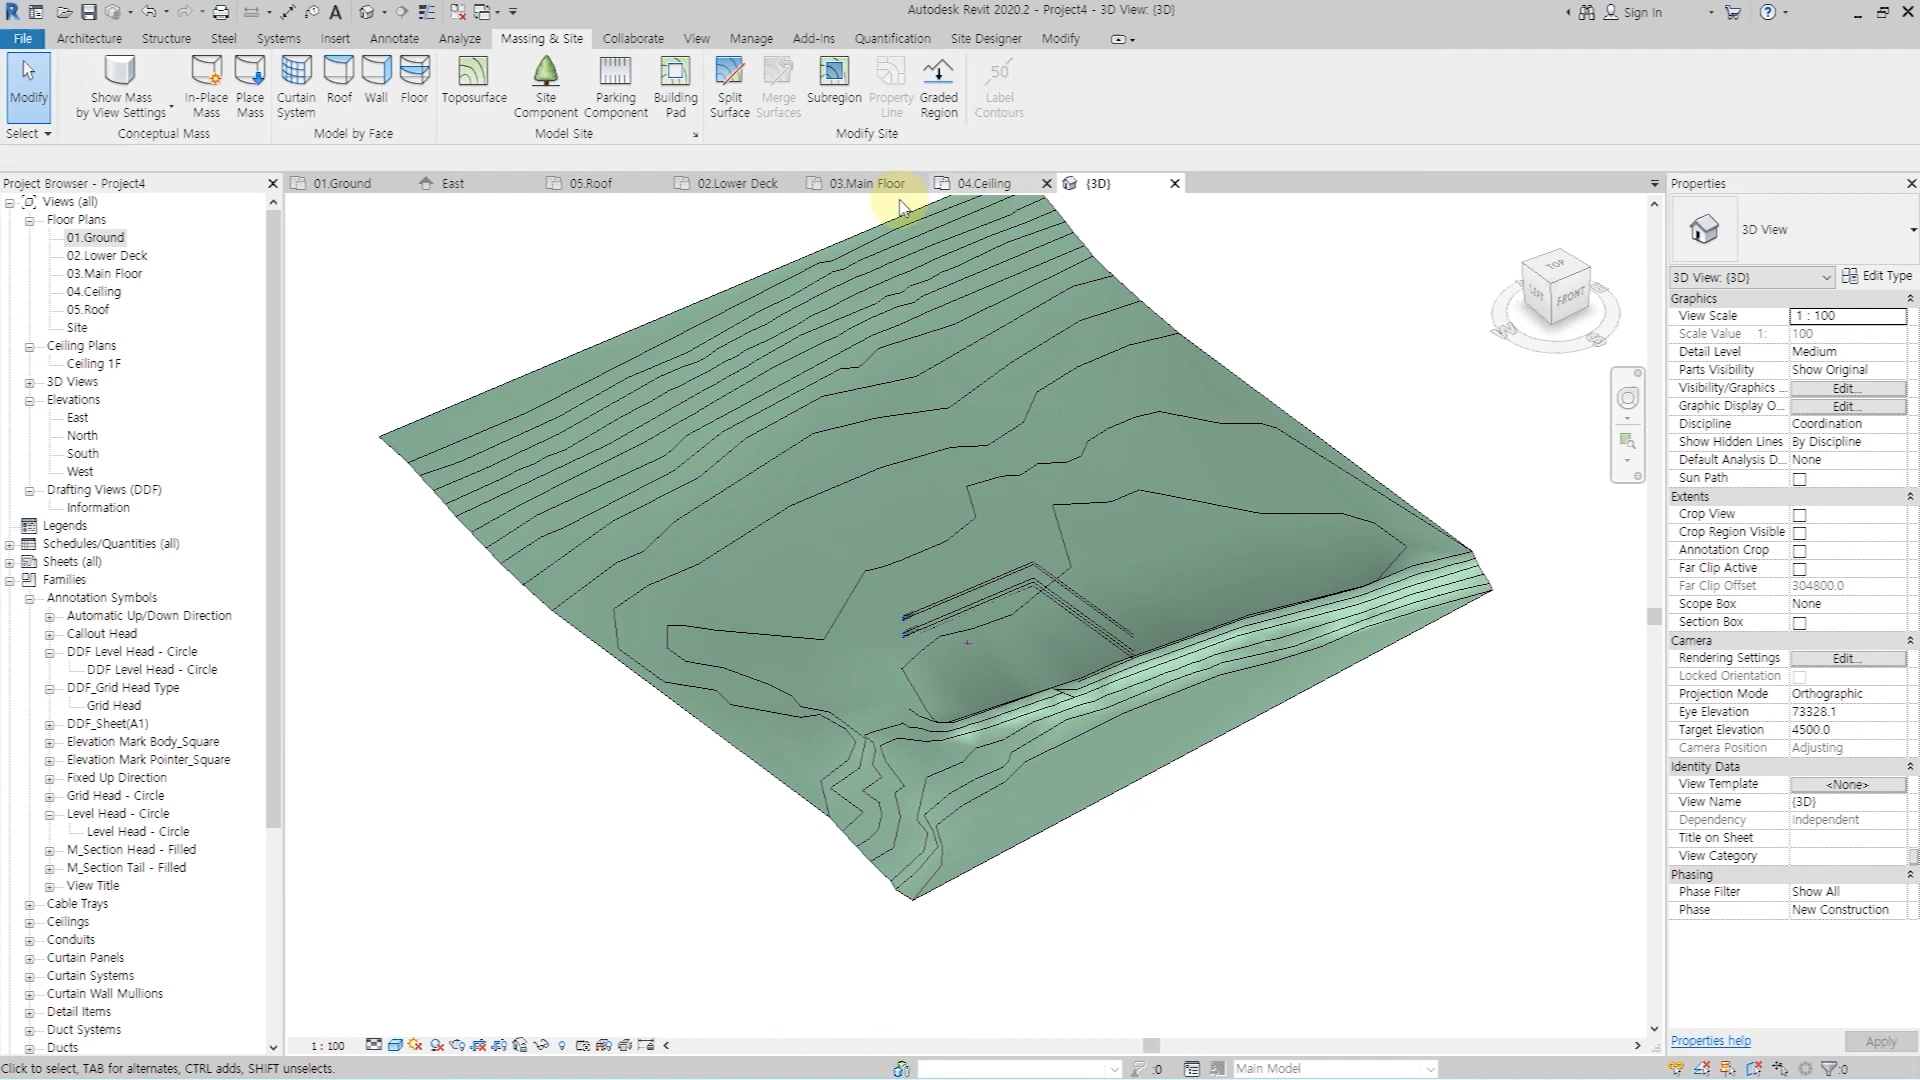 Autodesk Revit 2020.2 - Project4 - 3D View: {3D}
Sign In
File Architecture Structure Steel Systems Insert Annotate Analyze Massing & Site Collaborate View Manage Add-Ins Quantification Site Designer Modify
Modify
Show Mass
by View Settings
In-Place
Mass
Place
Mass
Curtain
System
Roof
Wall
Floor
Toposurface
Site
Component
Parking
Component
Building
Pad
Split
Surface
Merge
Surfaces
Subregion
Property
Line
Graded
Region
50
Label
Contours
Select
Conceptual Mass
Model by Face
Model Site
Modify Site
Project Browser - Project4
01.Ground
East
05.Roof
02.Lower Deck
03.Main Floor
04.Ceiling
{3D}
Views (all)
Floor Plans
01.Ground
02.Lower Deck
03.Main Floor
04.Ceiling
05.Roof
Site
Ceiling Plans
Ceiling 1F
3D Views
Elevations
East
North
South
West
Drafting Views (DDF)
Information
Legends
Schedules/Quantities (all)
Sheets (all)
Families
Annotation Symbols
Automatic Up/Down Direction
Callout Head
DDF Level Head - Circle
DDF Level Head - Circle
DDF_Grid Head Type
Grid Head
DDF_Sheet(A1)
Elevation Mark Body_Square
Elevation Mark Pointer_Square
Fixed Up Direction
Grid Head - Circle
Level Head - Circle
Level Head - Circle
M_Section Head - Filled
M_Section Tail - Filled
View Title
Cable Trays
Ceilings
Conduits
Curtain Panels
Curtain Systems
Curtain Wall Mullions
Detail Items
Duct Systems
Ducts
TOP
LEFT
FRONT
W
S
Properties
3D View
3D View: {3D}
Edit Type
Graphics
View Scale 1 : 100
Scale Value 1: 100
Detail Level Medium
Parts Visibility Show Original
Visibility/Graphics ... Edit...
Graphic Display O... Edit...
Discipline Coordination
Show Hidden Lines By Discipline
Default Analysis D... None
Sun Path
Extents
Crop View
Crop Region Visible
Annotation Crop
Far Clip Active
Far Clip Offset 304800.0
Scope Box None
Section Box
Camera
Rendering Settings Edit...
Locked Orientation
Projection Mode Orthographic
Eye Elevation 73328.1
Target Elevation 4500.0
Camera Position Adjusting
Identity Data
View Template <None>
View Name {3D}
Dependency Independent
Title on Sheet
View Category
Phasing
Phase Filter Show All
Phase New Construction
Properties help
Apply
1 : 100
Click to select, TAB for alternates, CTRL adds, SHIFT unselects.
:0
Main Model
:0